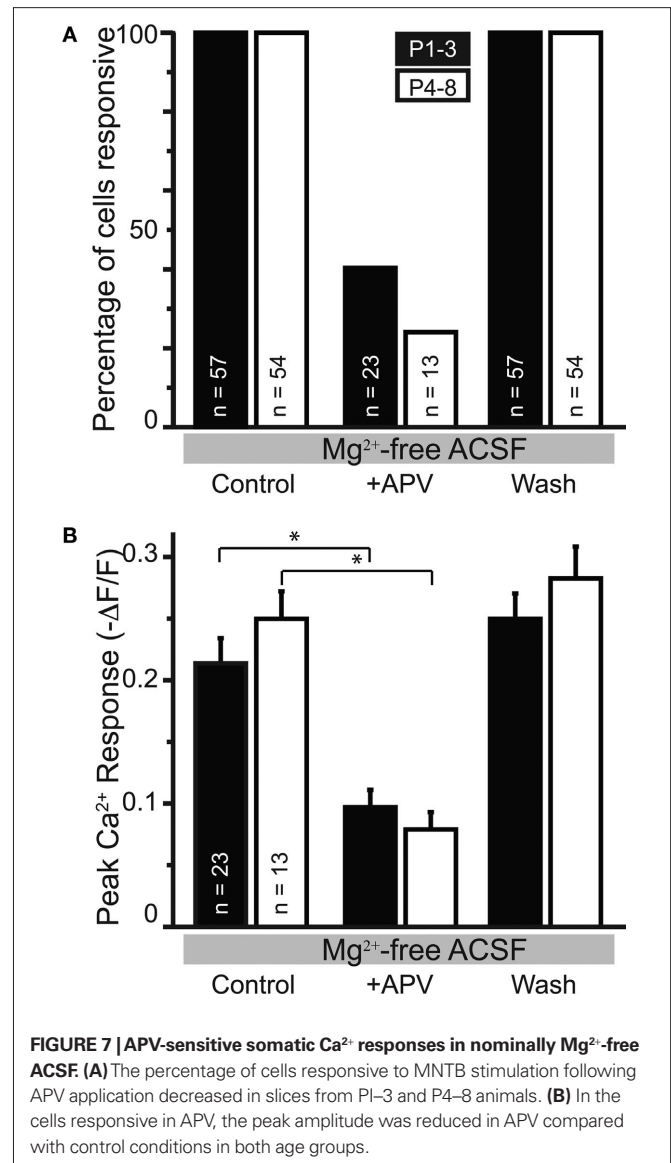 A
Percentage of cells responsive
100
50
0
P1-3
P4-8
n = 57
n = 54
n = 23
n = 13
n = 57
n = 54
Mg²⁺-free ACSF
Control +APV Wash
B
Peak Ca²⁺ Response (-ΔF/F)
0.3
0.2
0.1
0
*
*
n = 23
n = 13
Mg²⁺-free ACSF
Control +APV Wash
FIGURE 7 | APV-sensitive somatic Ca²⁺ responses in nominally Mg²⁺-free
ACSF. (A) The percentage of cells responsive to MNTB stimulation following
APV application decreased in slices from PI–3 and P4–8 animals. (B) In the
cells responsive in APV, the peak amplitude was reduced in APV compared
with control conditions in both age groups.